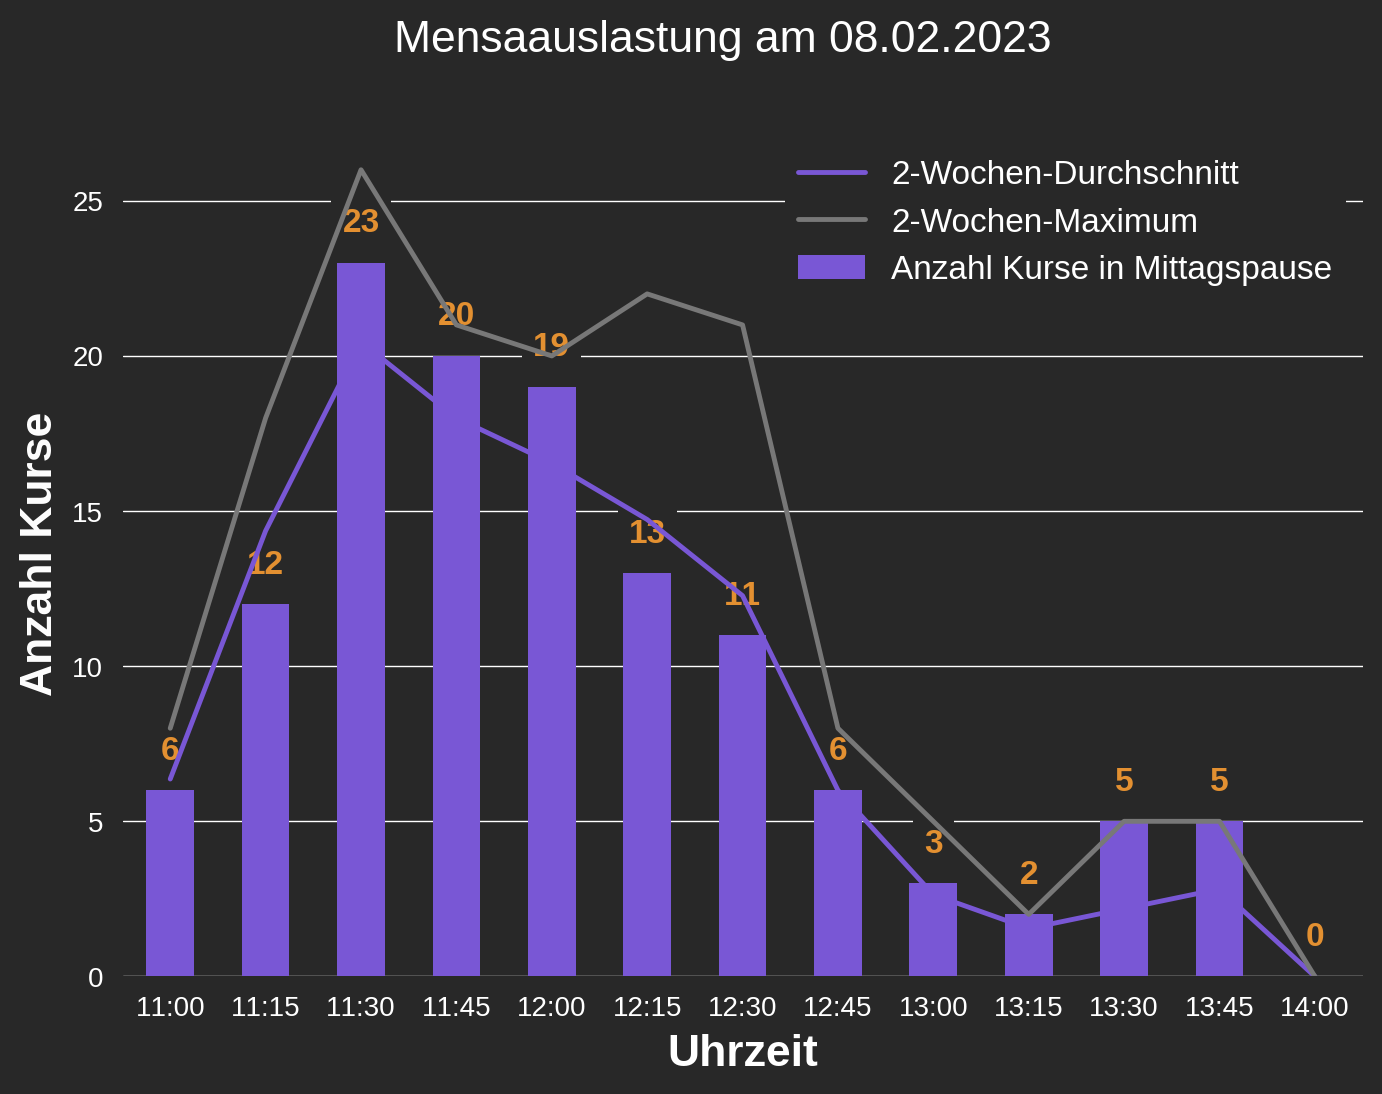 Mensaauslastung am 08.02.2023
2-Wochen-Durchschnitt
2-Wochen-Maximum
Anzahl Kurse in Mittagspause
Anzahl Kurse
25
20
15
10
5
0
6
12
23
20
19
13
11
6
3
2
5
5
0
11:00 11:15 11:30 11:45 12:00 12:15 12:30 12:45 13:00 13:15 13:30 13:45 14:00
Uhrzeit